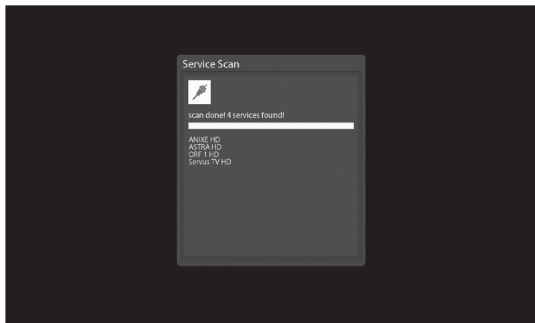 Service Scan
scan done! 4 services found!
ANIXE HD
ASTRA HD
ORF 1 HD
Servus TV HD